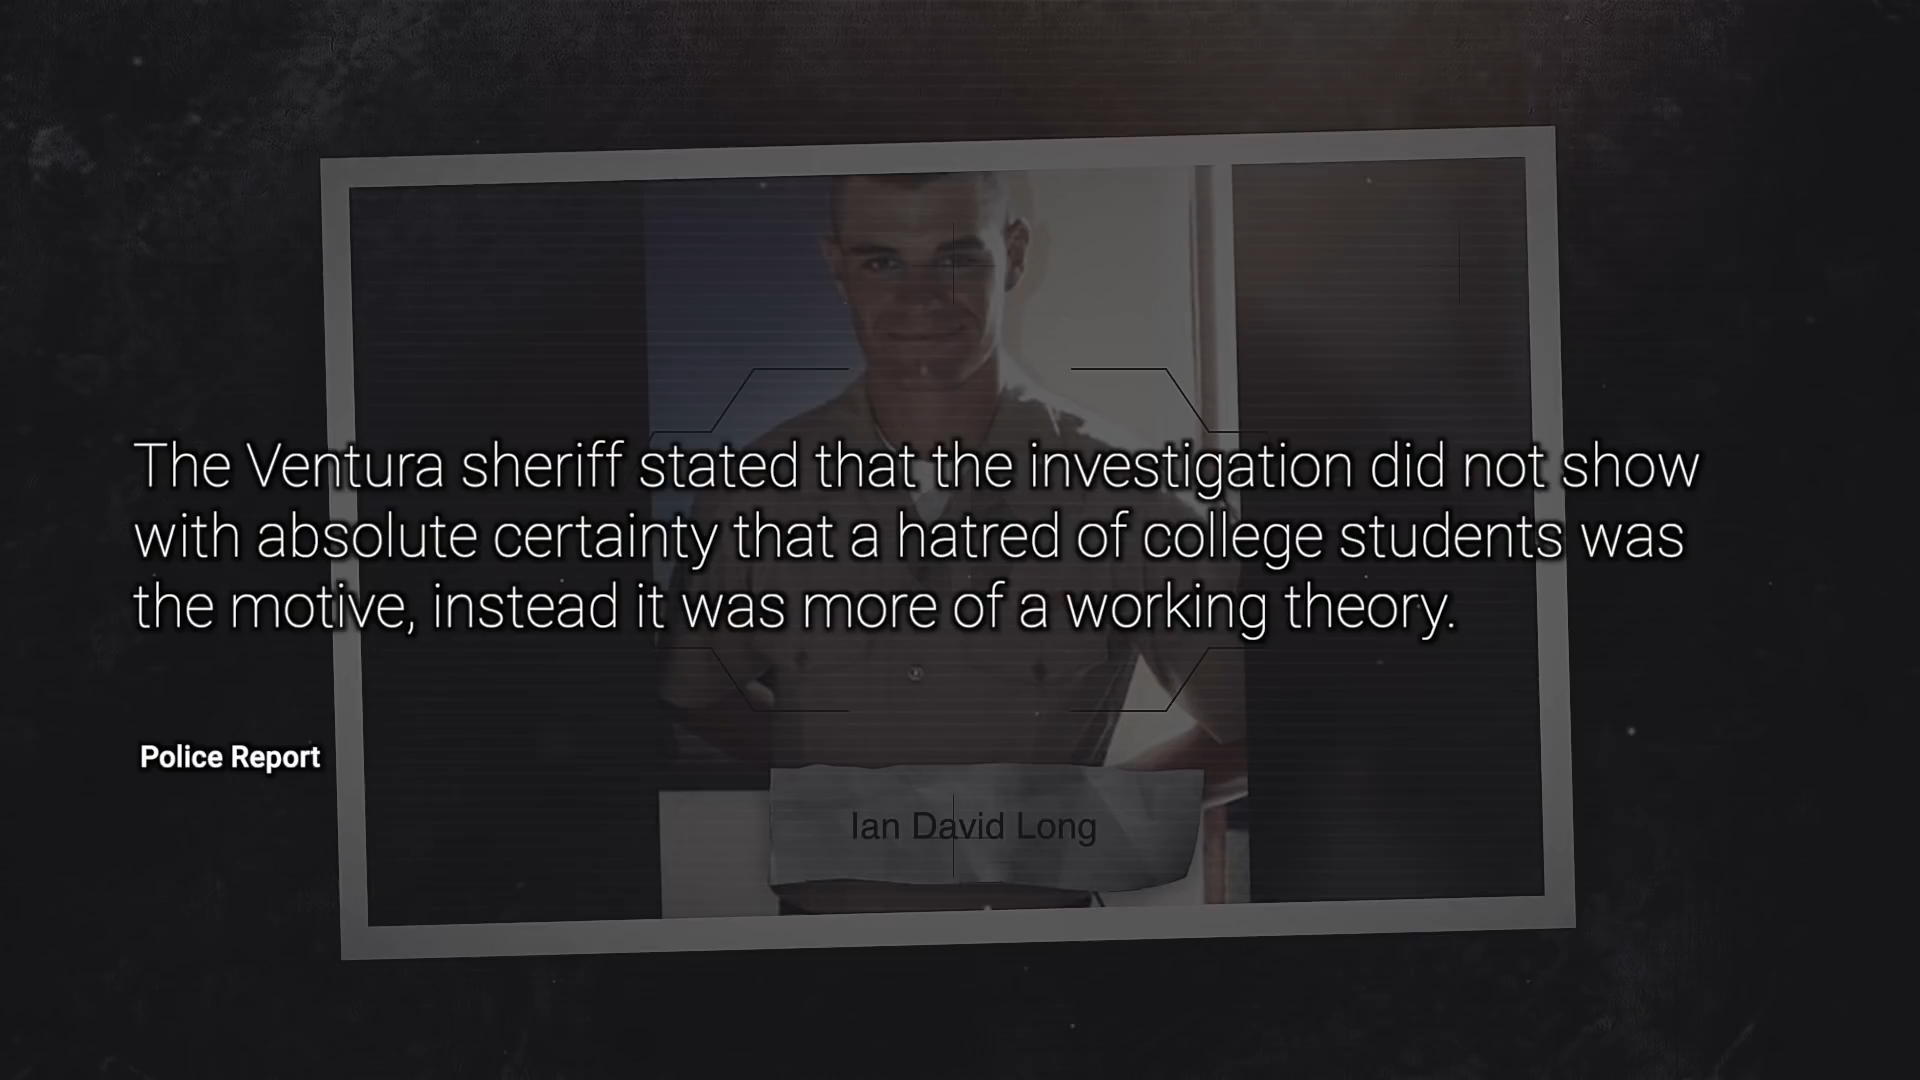 The Ventura sheriff stated that the investigation did not show
with absolute certainty that a hatred of college students was
the motive, instead it was more of a working theory.
Police Report
Ian David Long